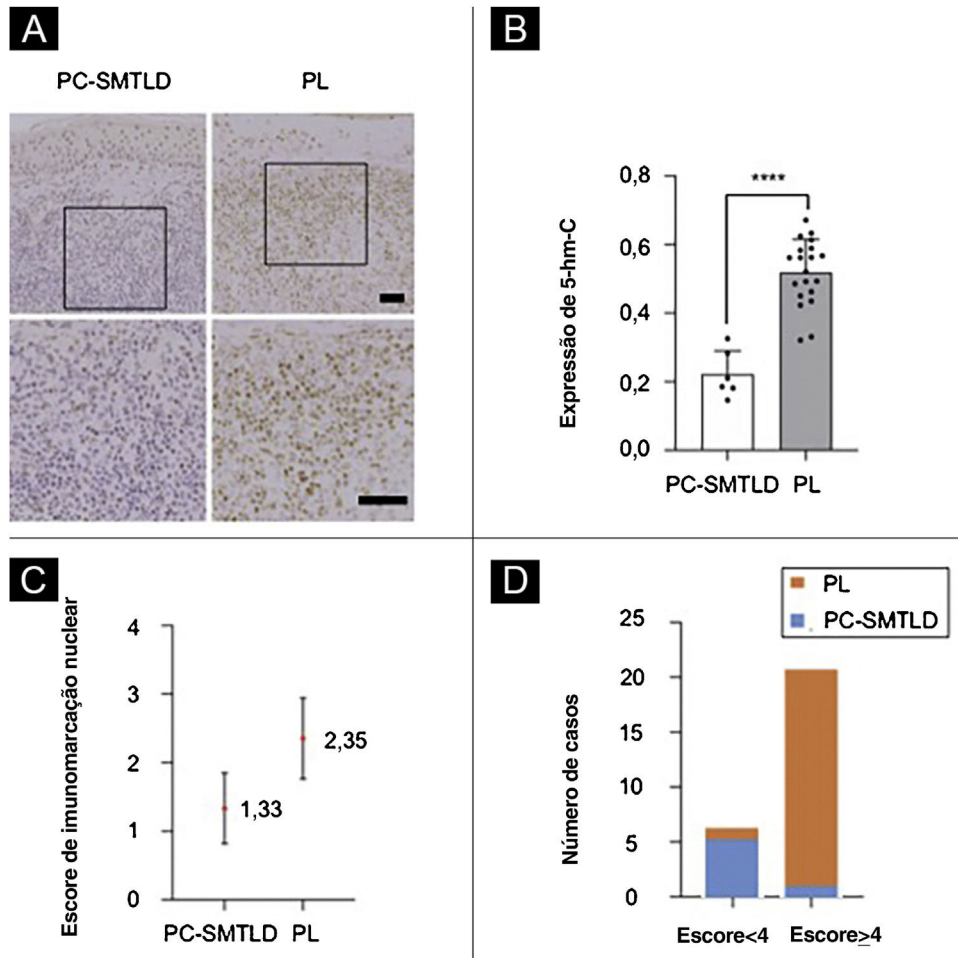 A
PC-SMTLD PL
B
Expressão de 5-hm-C
0,8
0,6
0,4
0,2
0,0
****
PC-SMTLD PL
C
Escore de imunomarcação nuclear
4
3
2
1
0
1,33
2,35
PC-SMTLD PL
D
PL
PC-SMTLD
Número de casos
25
20
15
10
5
0
Escore<4 Escore≥4